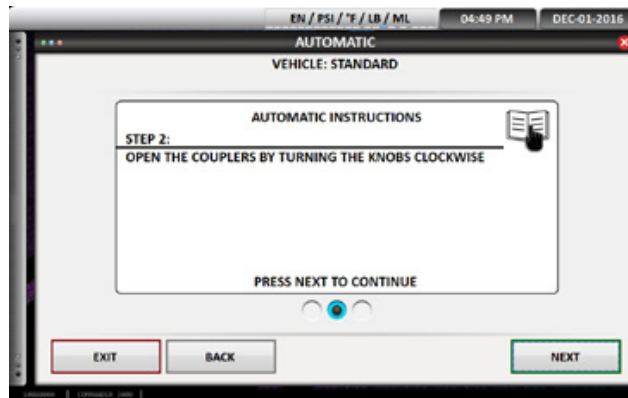 EN / PSI / °F / LB / ML 04:49 PM DEC-01-2016
AUTOMATIC
VEHICLE: STANDARD
AUTOMATIC INSTRUCTIONS
STEP 2:
OPEN THE COUPLERS BY TURNING THE KNOBS CLOCKWISE
PRESS NEXT TO CONTINUE
EXIT BACK NEXT